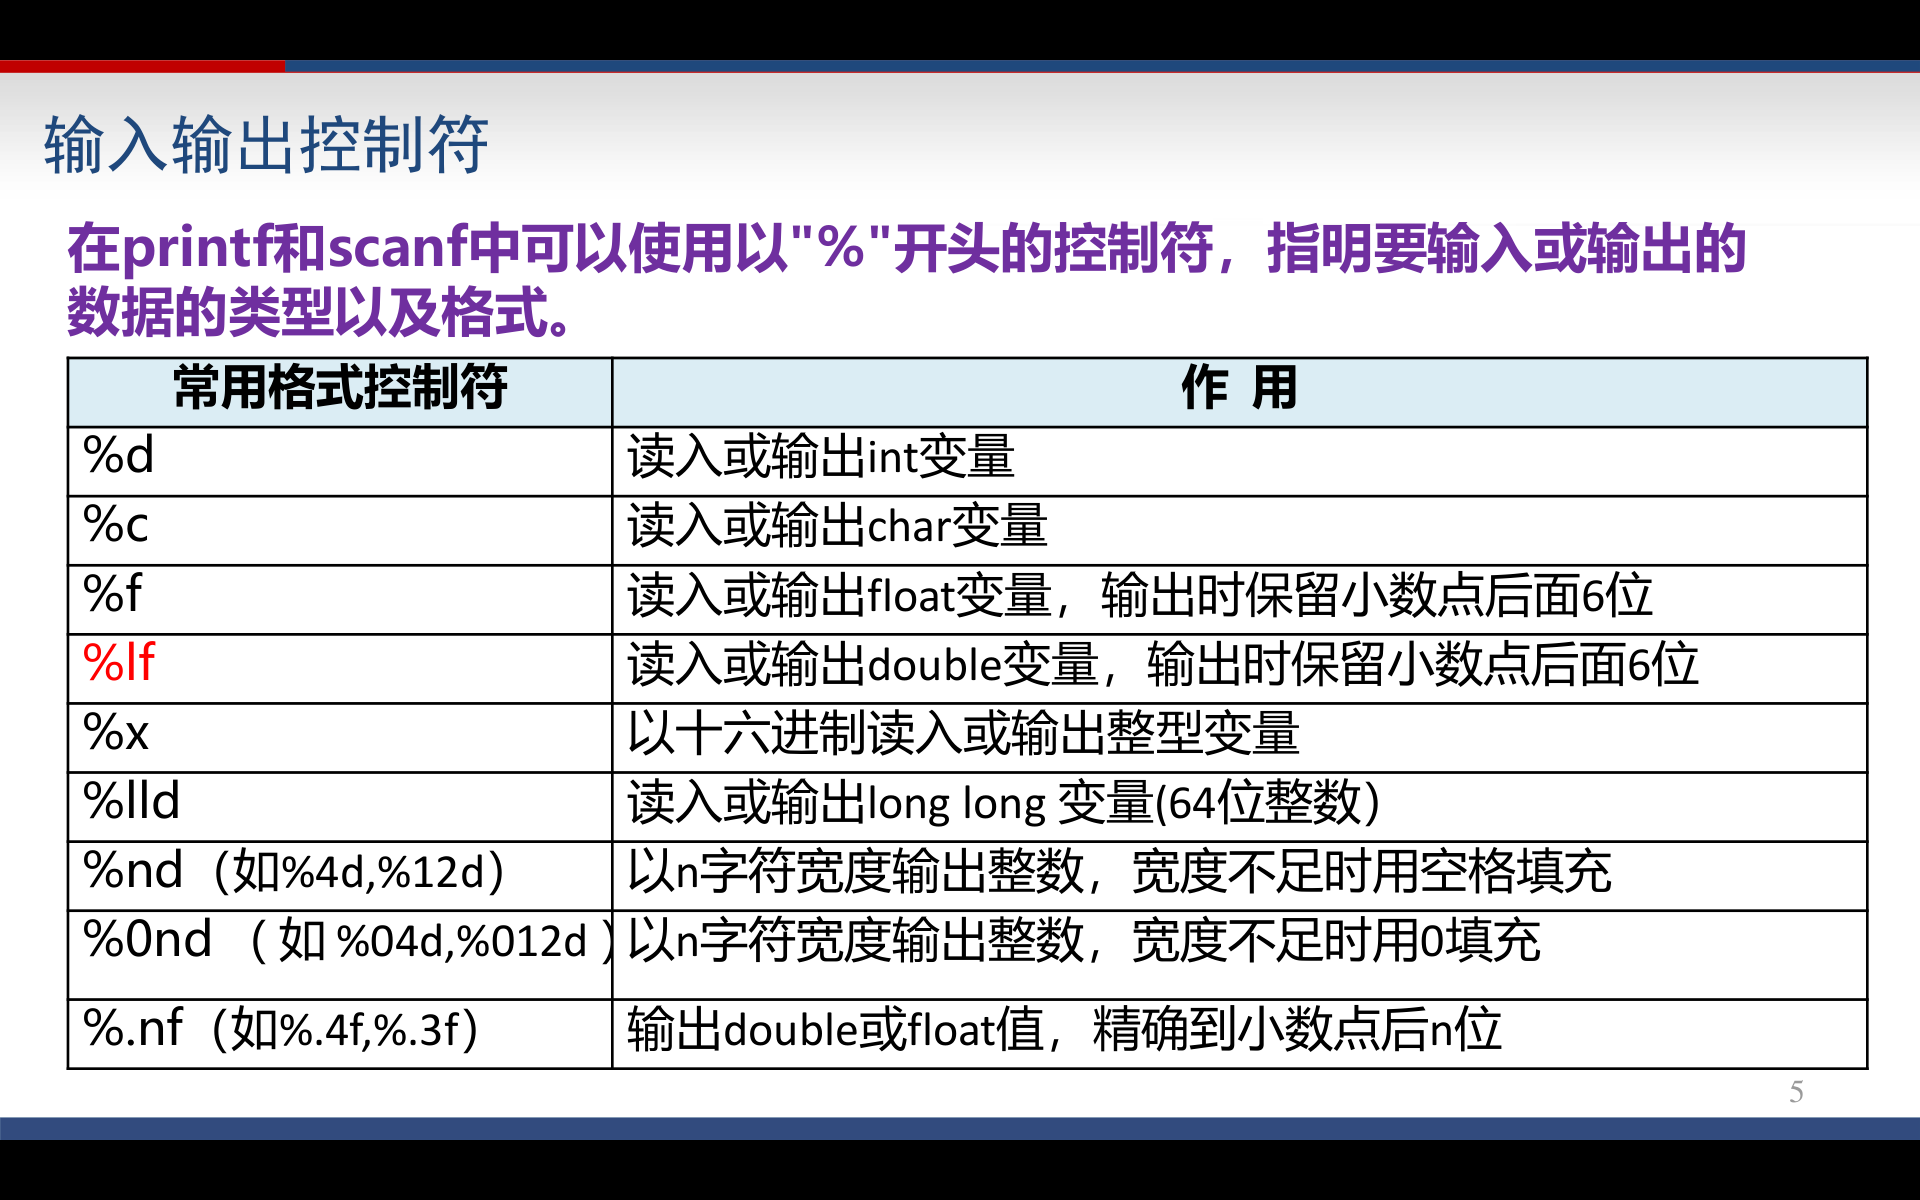 输入输出控制符
在printf和scanf中可以使用以"%"开头的控制符，指明要输入或输出的
数据的类型以及格式。
常用格式控制符 作 用
%d 读入或输出int变量
%c 读入或输出char变量
%f 读入或输出float变量，输出时保留小数点后面6位
%lf 读入或输出double变量，输出时保留小数点后面6位
%x 以十六进制读入或输出整型变量
%lld 读入或输出long long 变量(64位整数）
%nd（如%4d,%12d） 以n字符宽度输出整数，宽度不足时用空格填充
%0nd （ 如 %04d,%012d ） 以n字符宽度输出整数，宽度不足时用0填充
%.nf（如%.4f,%.3f） 输出double或float值，精确到小数点后n位
5